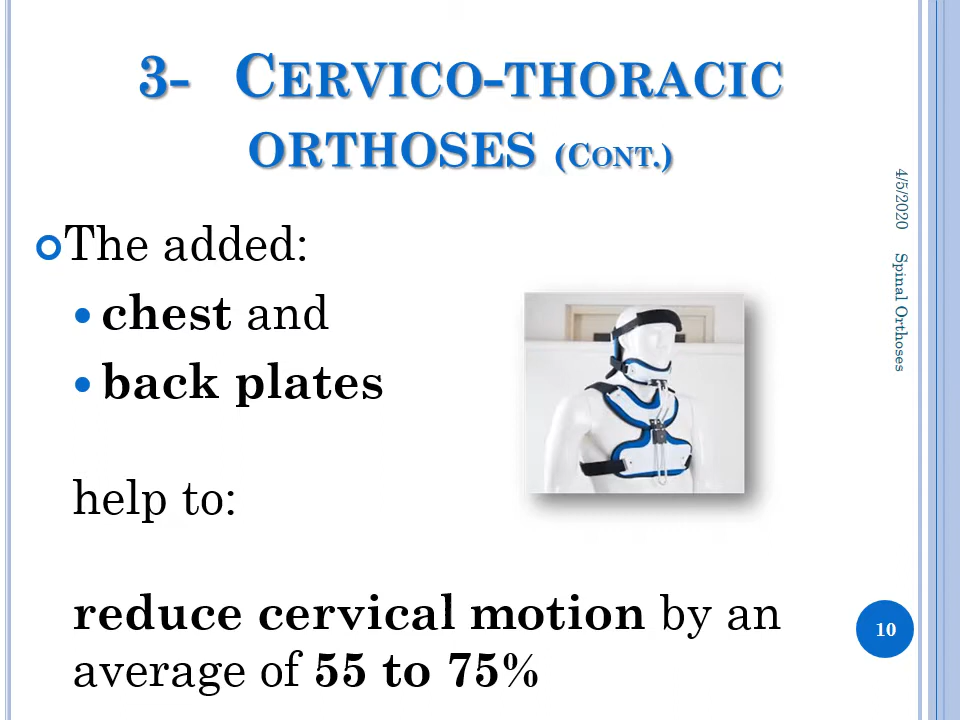 3- CERVICO-THORACIC
ORTHOSES (CONT.)
The added:
chest and
back plates
help to:
reduce cervical motion by an
average of 55 to 75%
4/5/2020
Spinal Orthoses
10